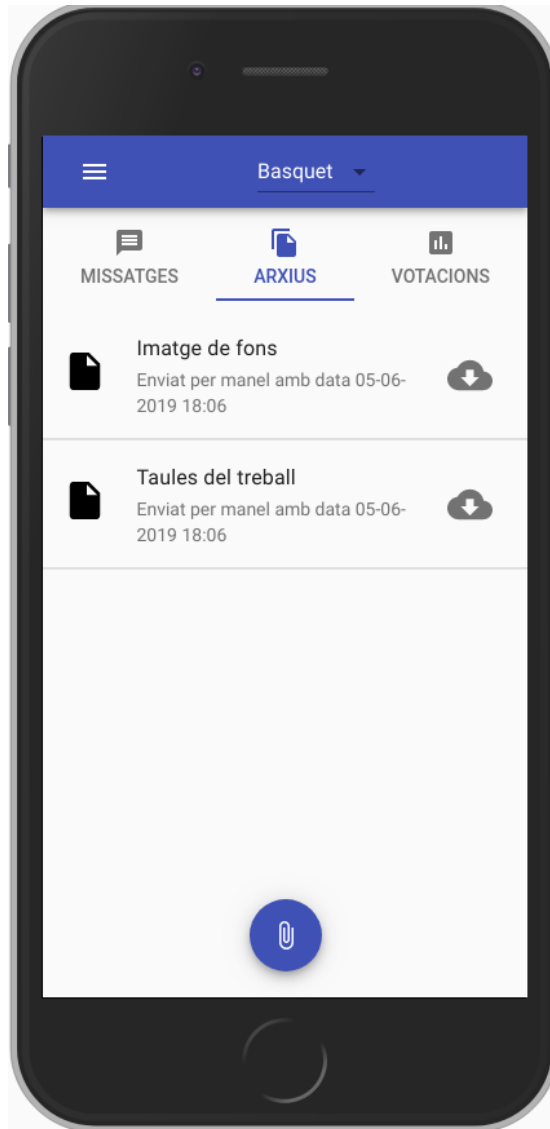 Basquet
MISSATGES
ARXIUS
VOTACIONS
Imatge de fons
Enviat per manel amb data 05-06-
2019 18:06
Taules del treball
Enviat per manel amb data 05-06-
2019 18:06